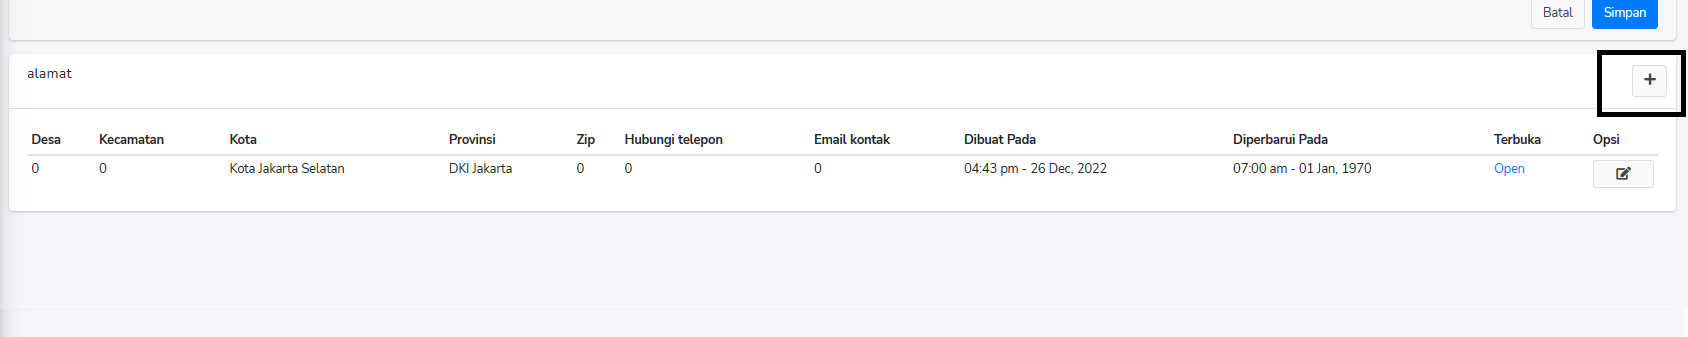 Batal Simpan
alamat +
Desa Kecamatan Kota Provinsi Zip Hubungi telepon Email kontak Dibuat Pada Diperbarui Pada Terbuka Opsi
0 0 Kota Jakarta Selatan DKI Jakarta 0 0 0 04:43 pm - 26 Dec, 2022 07:00 am - 01 Jan, 1970 Open